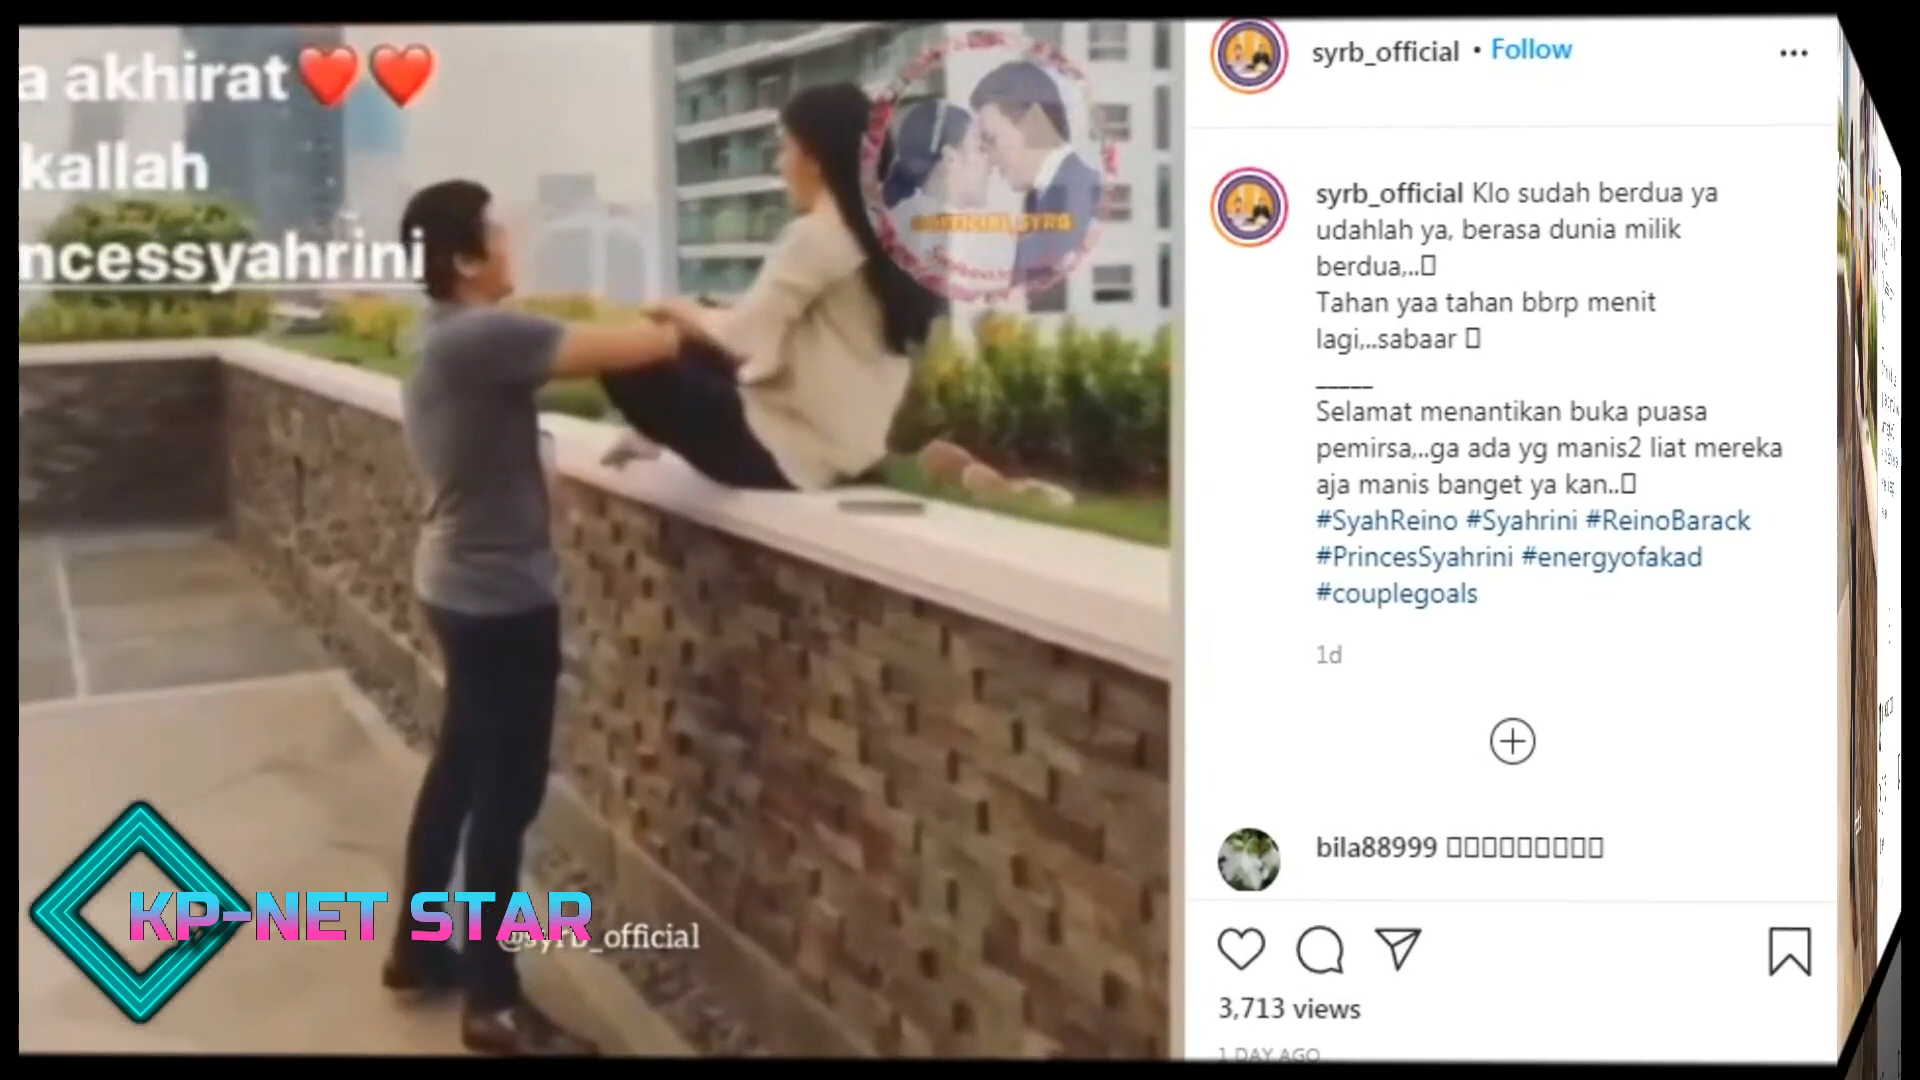 a akhirat❤️❤️
kallah
ncessyahrini
@OFFICIAL_SYRB
KP-NET STAR
@syrb_official
syrb_official • Follow
syrb_official Klo sudah berdua ya
udahlah ya, berasa dunia milik
berdua,..▯
Tahan yaa tahan bbrp menit
lagi,..sabaar ▯
_____
Selamat menantikan buka puasa
pemirsa,..ga ada yg manis2 liat mereka
aja manis banget ya kan..▯
#SyahReino #Syahrini #ReinoBarack
#PrincesSyahrini #energyofakad
#couplegoals
1d
bila88999 ▯▯▯▯▯▯▯▯▯
3,713 views
1 DAY AGO